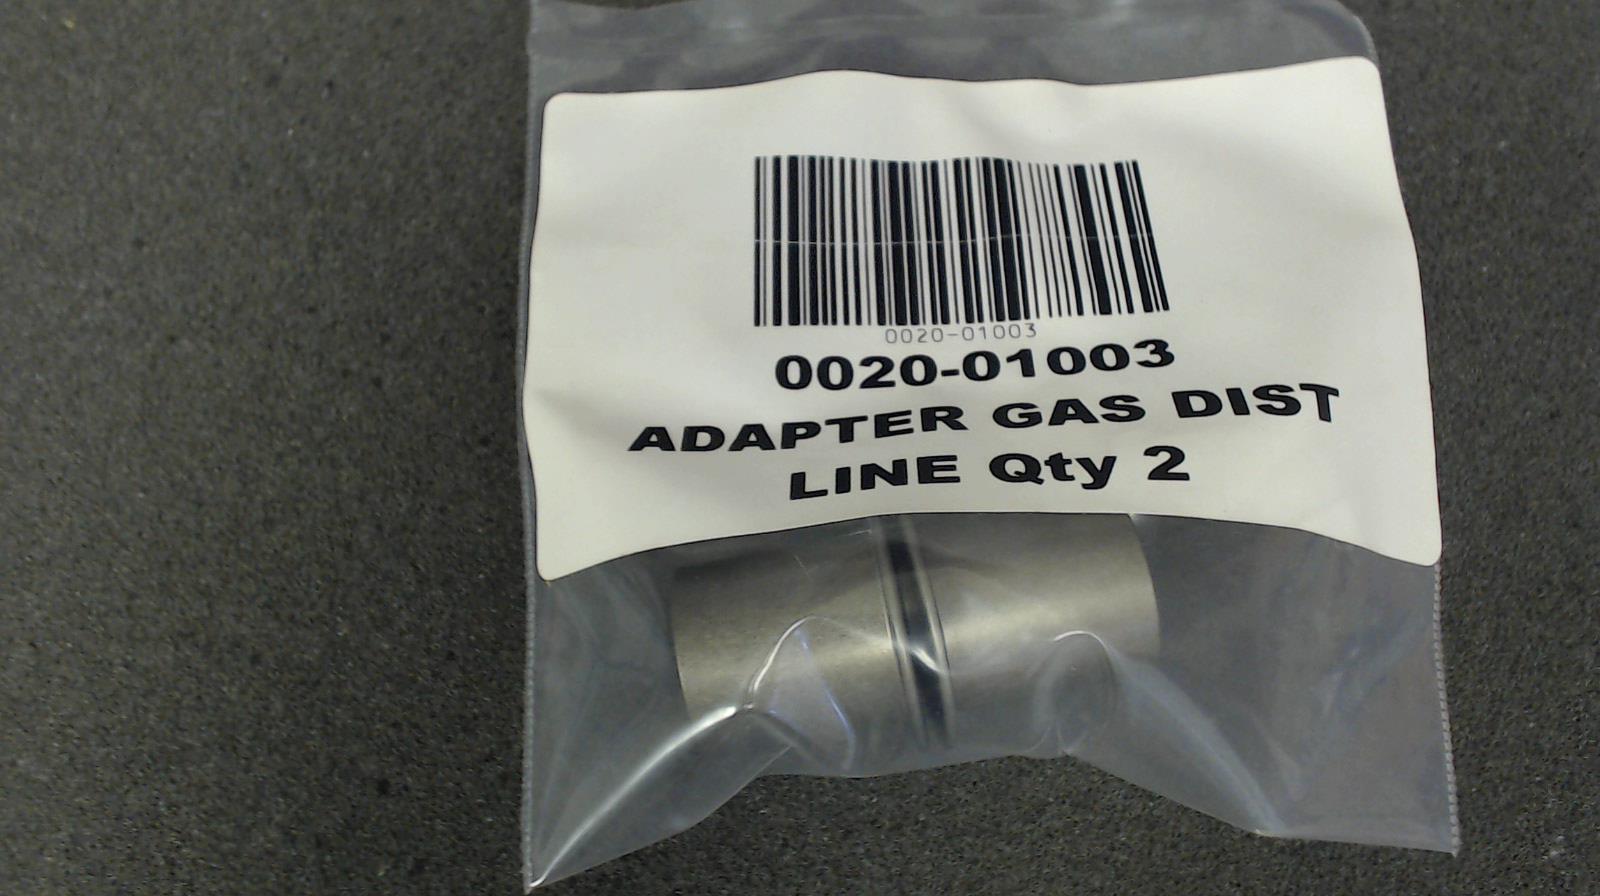 0020-01003
0020-01003
ADAPTER GAS DIST
LINE Qty 2